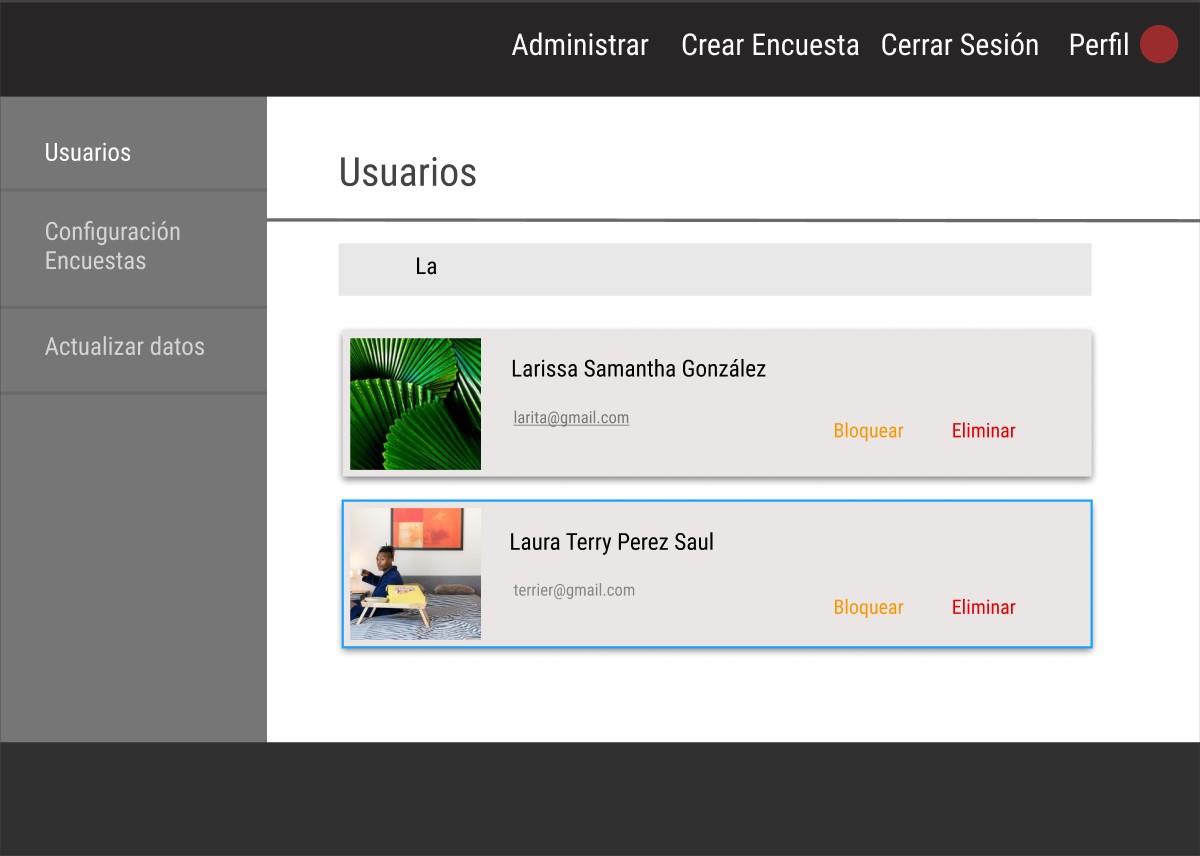 Administrar Crear Encuesta Cerrar Sesión Perfil
Usuarios
Configuración
Encuestas
Actualizar datos
Usuarios
La
Larissa Samantha González
larita@gmail.com
Bloquear Eliminar
Laura Terry Perez Saul
terrier@gmail.com
Bloquear Eliminar